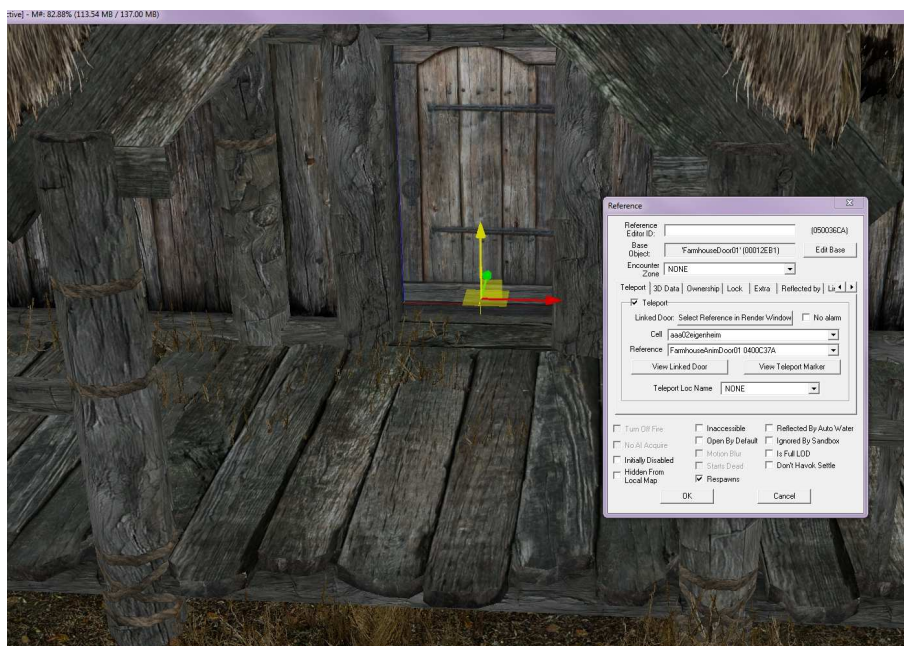 ctive] - M#: 82.88% (113.54 MB / 137.00 MB)
Reference
Reference Editor ID: (050036CA)
Base Object: 'FarmhouseDoor01' (00012EB1) Edit Base
Encounter Zone NONE
Teleport 3D Data Ownership Lock Extra Reflected by
Teleport
Linked Door: Select Reference in Render Window No alarm
Cell aaa02eigenheim
Reference FarmhouseAnimDoor01 0400C37A
View Linked Door View Teleport Marker
Teleport Loc Name NONE
Turn Off Fire Inaccessible Reflected By Auto Water
No AI Acquire Open By Default Ignored By Sandbox
Initially Disabled Motion Blur Is Full LOD
Hidden From Local Map Starts Dead Don't Havok Settle
Respawns
OK Cancel